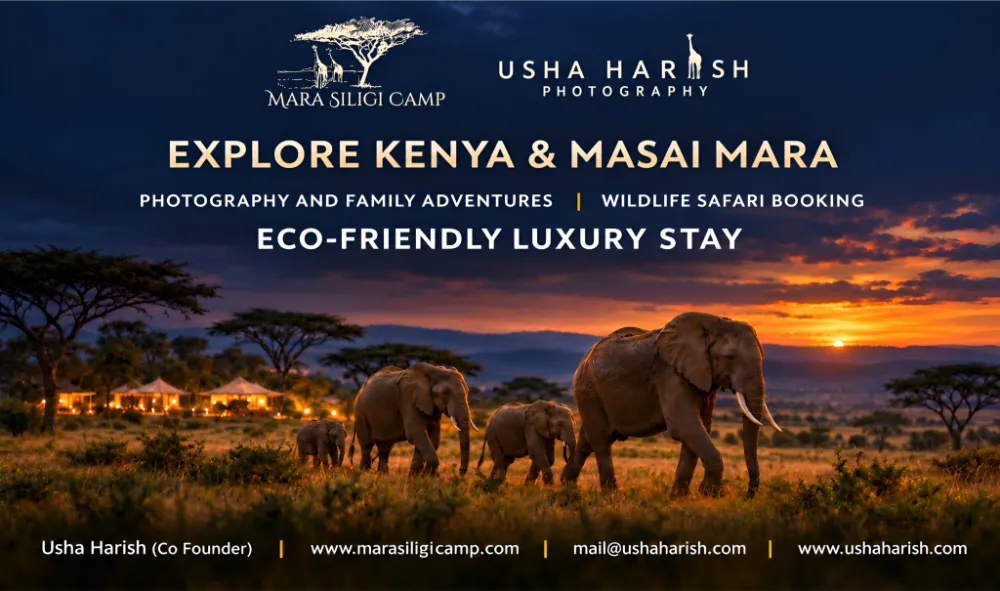 MARA SILIGI CAMP
USHA HARISH
PHOTOGRAPHY
EXPLORE KENYA & MASAI MARA
PHOTOGRAPHY AND FAMILY ADVENTURES | WILDLIFE SAFARI BOOKING
ECO-FRIENDLY LUXURY STAY
Usha Harish (Co Founder) | www.marasiligicamp.com | mail@ushaharish.com | www.ushaharish.com